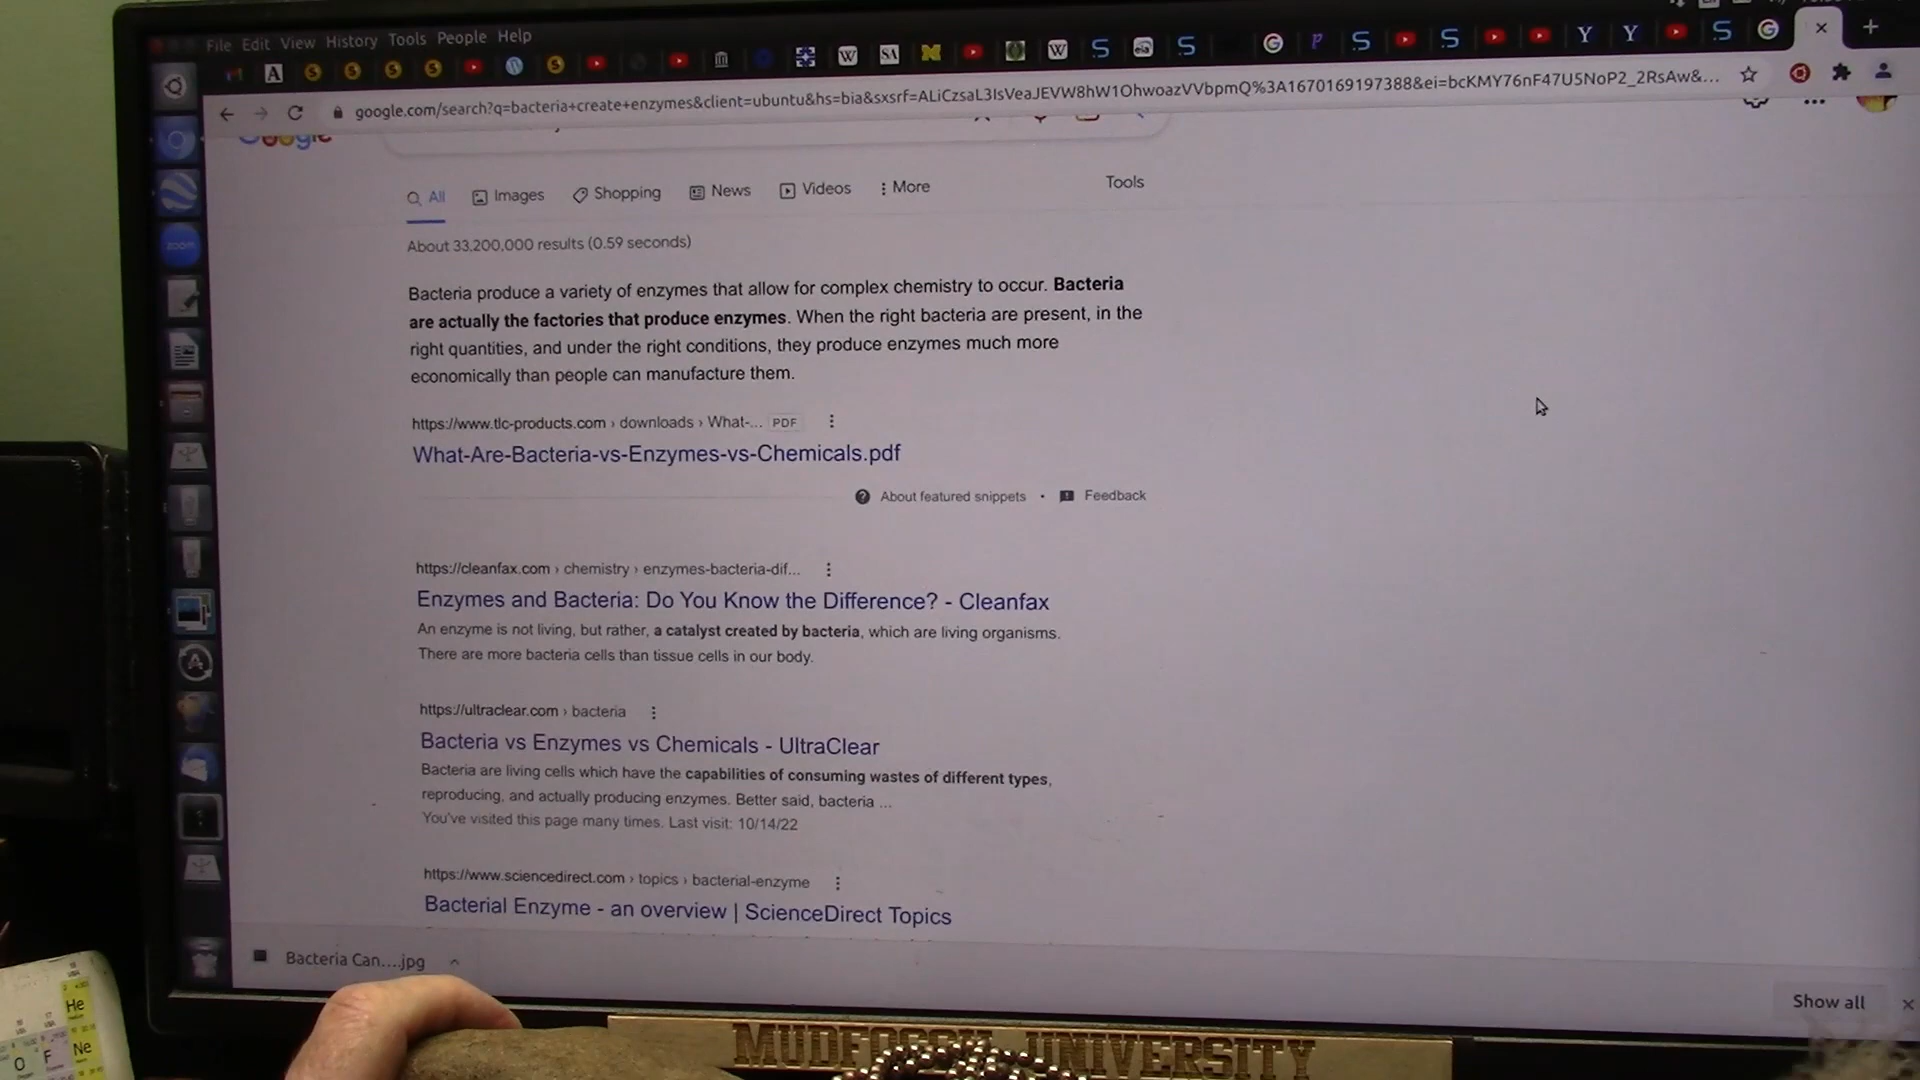 File Edit View History Tools People Help
google.com/search?q=bacteria+create+enzymes&client=ubuntu&hs=bia&sxsrf=ALiCzsaL3IsVeaJEVW8hW1OhwoazVVbpmQ%3A1670169197388&ei=bcKMY76nF47U5NoP2_2RsAw&...
Google
All Images Shopping News Videos More Tools
About 33,200,000 results (0.59 seconds)
Bacteria produce a variety of enzymes that allow for complex chemistry to occur. Bacteria
are actually the factories that produce enzymes. When the right bacteria are present, in the
right quantities, and under the right conditions, they produce enzymes much more
economically than people can manufacture them.
https://www.tlc-products.com › downloads › What-... PDF
What-Are-Bacteria-vs-Enzymes-vs-Chemicals.pdf
About featured snippets • Feedback
https://cleanfax.com › chemistry › enzymes-bacteria-dif...
Enzymes and Bacteria: Do You Know the Difference? - Cleanfax
An enzyme is not living, but rather, a catalyst created by bacteria, which are living organisms.
There are more bacteria cells than tissue cells in our body.
https://ultraclear.com › bacteria
Bacteria vs Enzymes vs Chemicals - UltraClear
Bacteria are living cells which have the capabilities of consuming wastes of different types,
reproducing, and actually producing enzymes. Better said, bacteria ...
You've visited this page many times. Last visit: 10/14/22
https://www.sciencedirect.com › topics › bacterial-enzyme
Bacterial Enzyme - an overview | ScienceDirect Topics
Bacteria Can....jpg
Show all
zoom
He
O F Ne
MUDFOSSIL UNIVERSITY